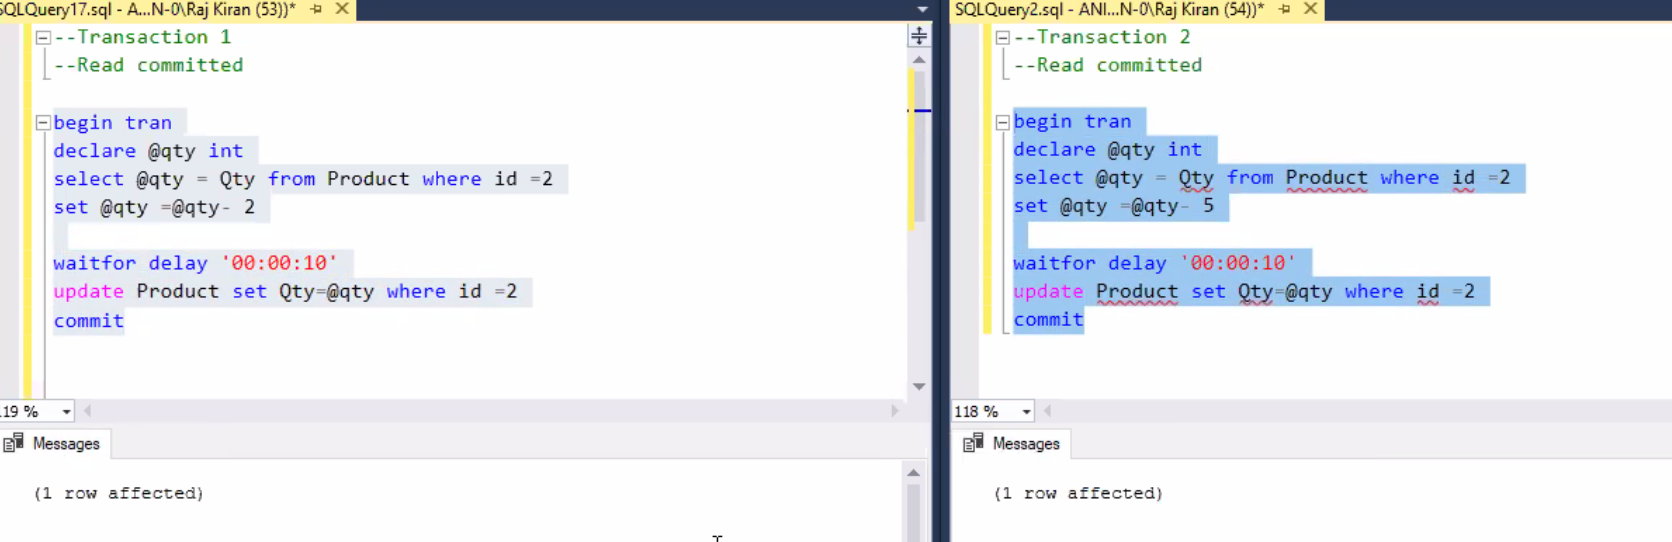 SQLQuery17.sql - A...N-0\Raj Kiran (53))*
--Transaction 1
--Read committed
begin tran
declare @qty int
select @qty = Qty from Product where id =2
set @qty =@qty- 2
waitfor delay '00:00:10'
update Product set Qty=@qty where id =2
commit
119 %
Messages
(1 row affected)
SQLQuery2.sql - ANI...N-0\Raj Kiran (54))*
--Transaction 2
--Read committed
begin tran
declare @qty int
select @qty = Qty from Product where id =2
set @qty =@qty- 5
waitfor delay '00:00:10'
update Product set Qty=@qty where id =2
commit
118 %
Messages
(1 row affected)